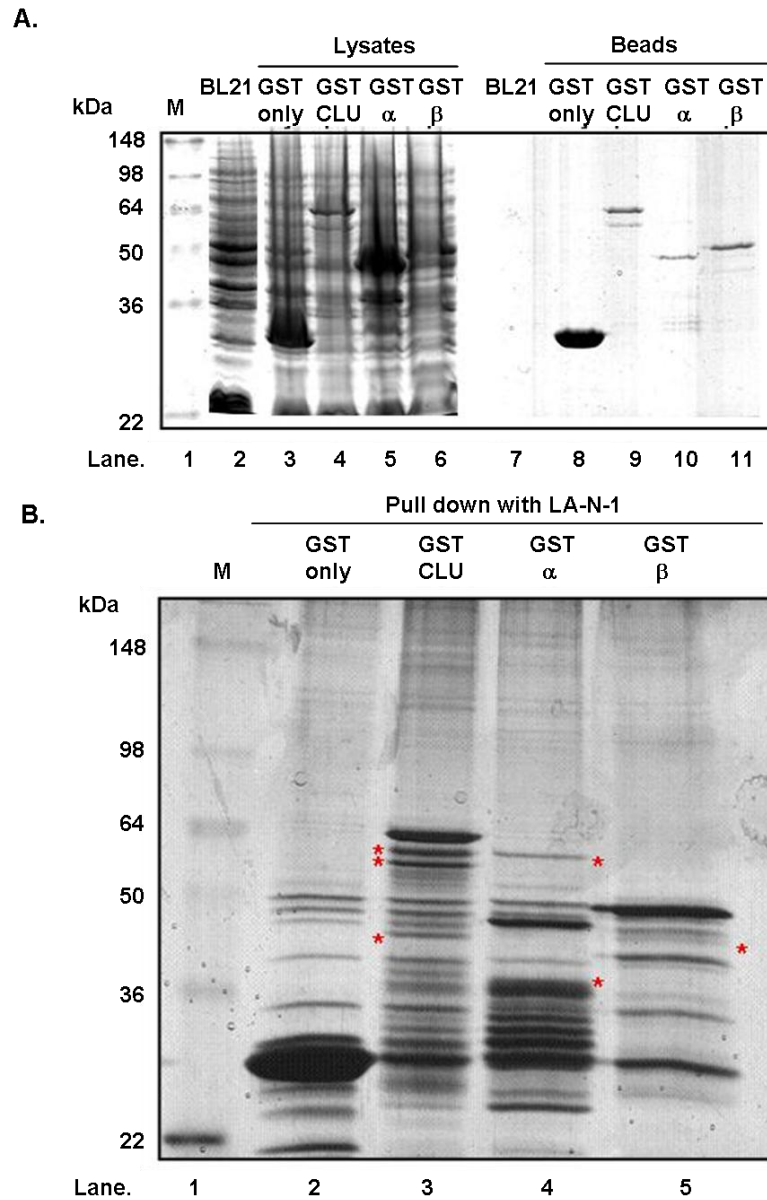 A.
Lysates Beads
BL21 GST GST GST GST BL21 GST GST GST GST
kDa M only CLU α β only CLU α β
148
98
64
50
36
22
Lane. 1 2 3 4 5 6 7 8 9 10 11
B.
Pull down with LA-N-1
GST GST GST GST
M only CLU α β
kDa
148
98
64
* *
*
50
*
*
36
*
22
Lane. 1 2 3 4 5